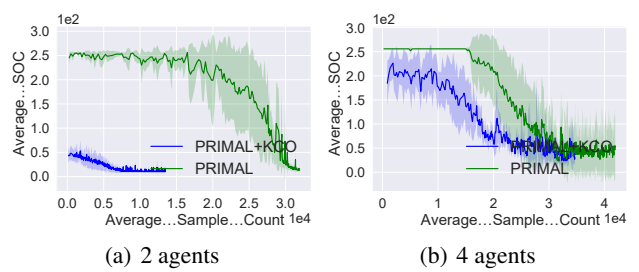 1e2
3.0
2.5
2.0
1.5
1.0
0.5
0.0
Average...SOC
PRIMAL+KCO
PRIMAL
0.0 0.5 1.0 1.5 2.0 2.5 3.0
Average...Sample...Count 1e4
(a) 2 agents
1e2
3.0
2.5
2.0
1.5
1.0
0.5
0.0
Average...SOC
PRIMAL+KCO
PRIMAL
0 1 2 3 4
Average...Sample...Count 1e4
(b) 4 agents